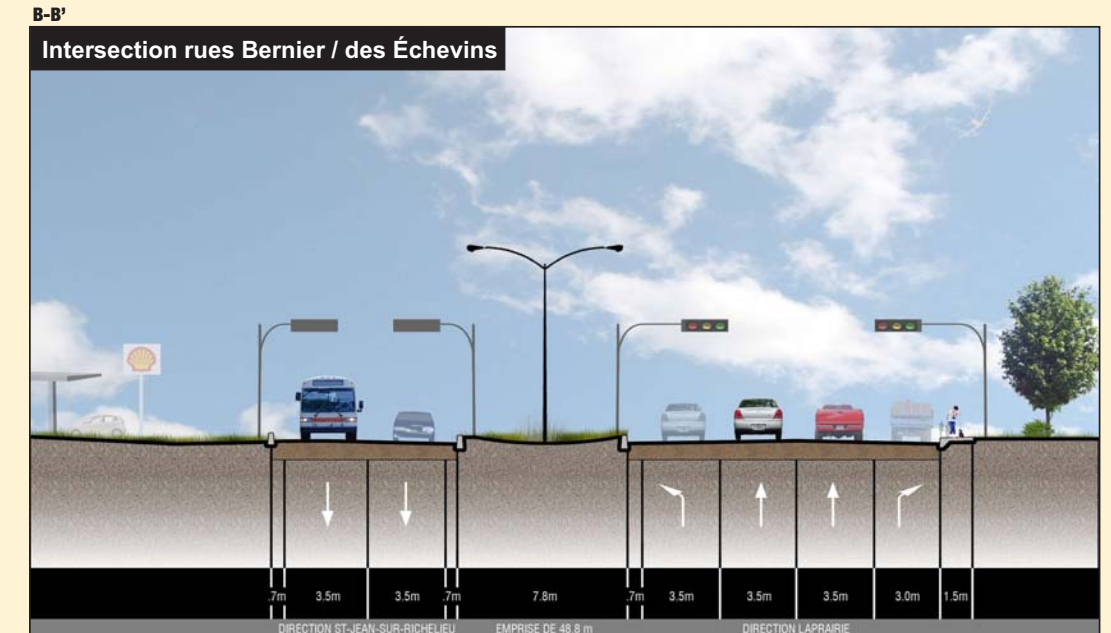 B-B'
Intersection rues Bernier / des Échevins
.7m 3.5m 3.5m .7m 7.8m .7m 3.5m 3.5m 3.5m 3.0m 1.5m
DIRECTION ST-JEAN-SUR-RICHELIEU EMPRISE DE 48.8 m DIRECTION LAPRAIRIE